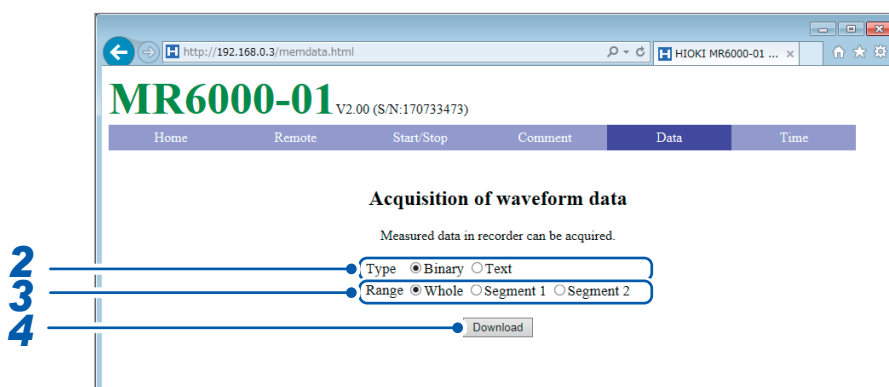 http://192.168.0.3/memdata.html
HIOKI MR6000-01 ...
MR6000-01 V2.00 (S/N:170733473)
Home Remote Start/Stop Comment Data Time
Acquisition of waveform data
Measured data in recorder can be acquired.
2 Type Binary Text
3 Range Whole Segment 1 Segment 2
4 Download